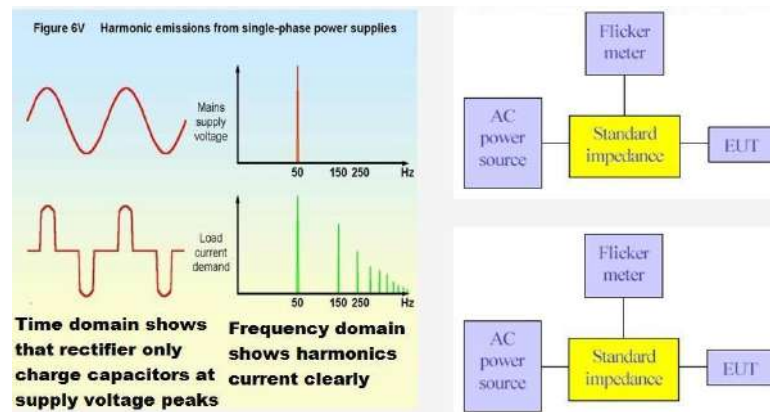 Figure 6V Harmonic emissions from single-phase power supplies
Mains
supply
voltage
50 150 250 Hz
Load
current
demand
50 150 250 Hz
Time domain shows
that rectifier only
charge capacitors at
supply voltage peaks
Frequency domain
shows harmonics
current clearly
Flicker
meter
AC
power
source
Standard
impedance
EUT
Flicker
meter
AC
power
source
Standard
impedance
EUT